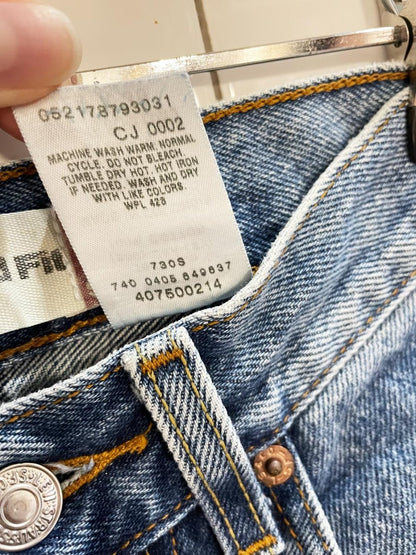 052178793031
CJ 0002
MACHINE WASH WARM. NORMAL
CYCLE. DO NOT BLEACH.
TUMBLE DRY HOT. HOT IRON
IF NEEDED. WASH AND DRY
WITH LIKE COLORS.
WPL 423
730S
740 0405 849637
407500214